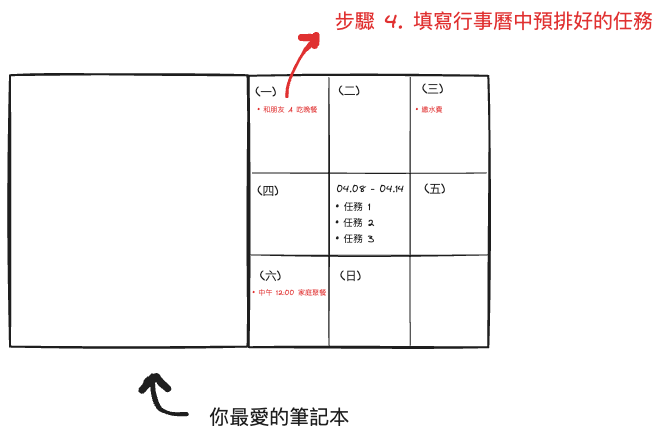 步驟 4. 填寫行事曆中預排好的任務
(一)
• 和朋友 A 吃晚餐
(二)
(三)
• 繳水費
(四)
04.08 - 04.14
• 任務 1
• 任務 2
• 任務 3
(五)
(六)
• 中午 12:00 家庭聚餐
(日)
你最愛的筆記本